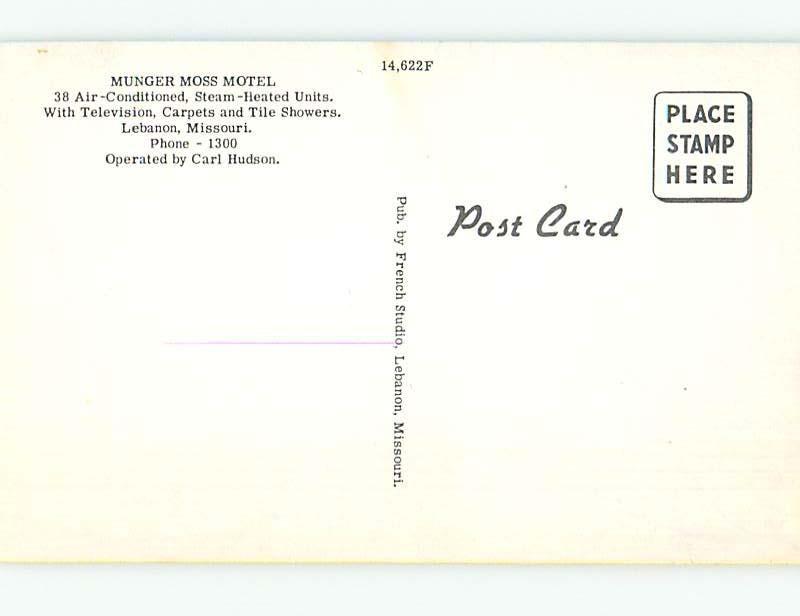 MUNGER MOSS MOTEL
38 Air-Conditioned, Steam-Heated Units.
With Television, Carpets and Tile Showers.
Lebanon, Missouri.
Phone - 1300
Operated by Carl Hudson.
14,622F
Pub. by French Studio, Lebanon, Missouri.
Post Card
PLACE
STAMP
HERE